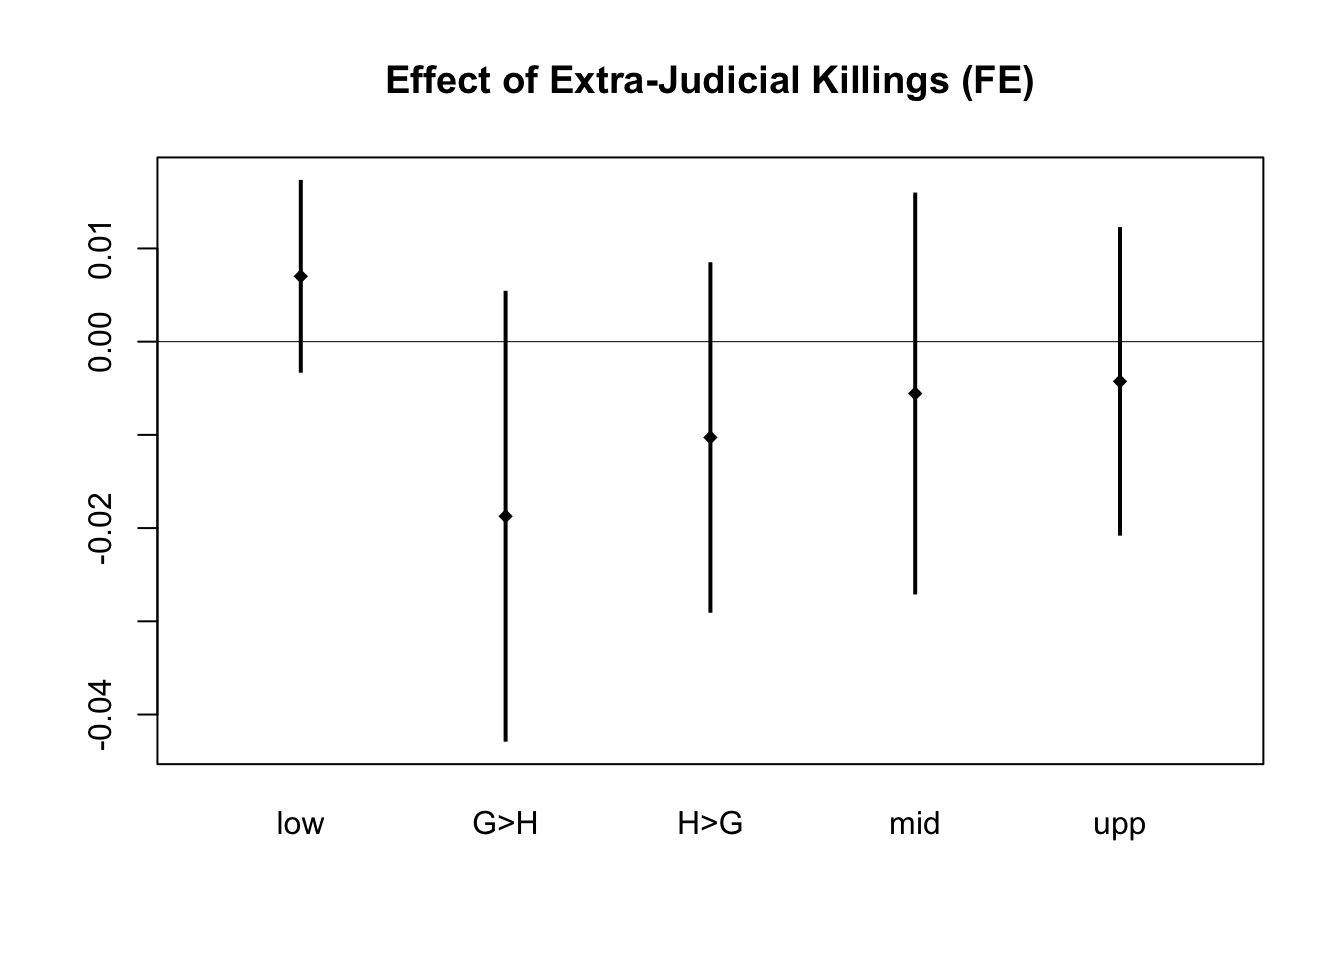 Effect of Extra-Judicial Killings (FE)
0.01
0.00
-0.02
-0.04
low G>H H>G mid upp